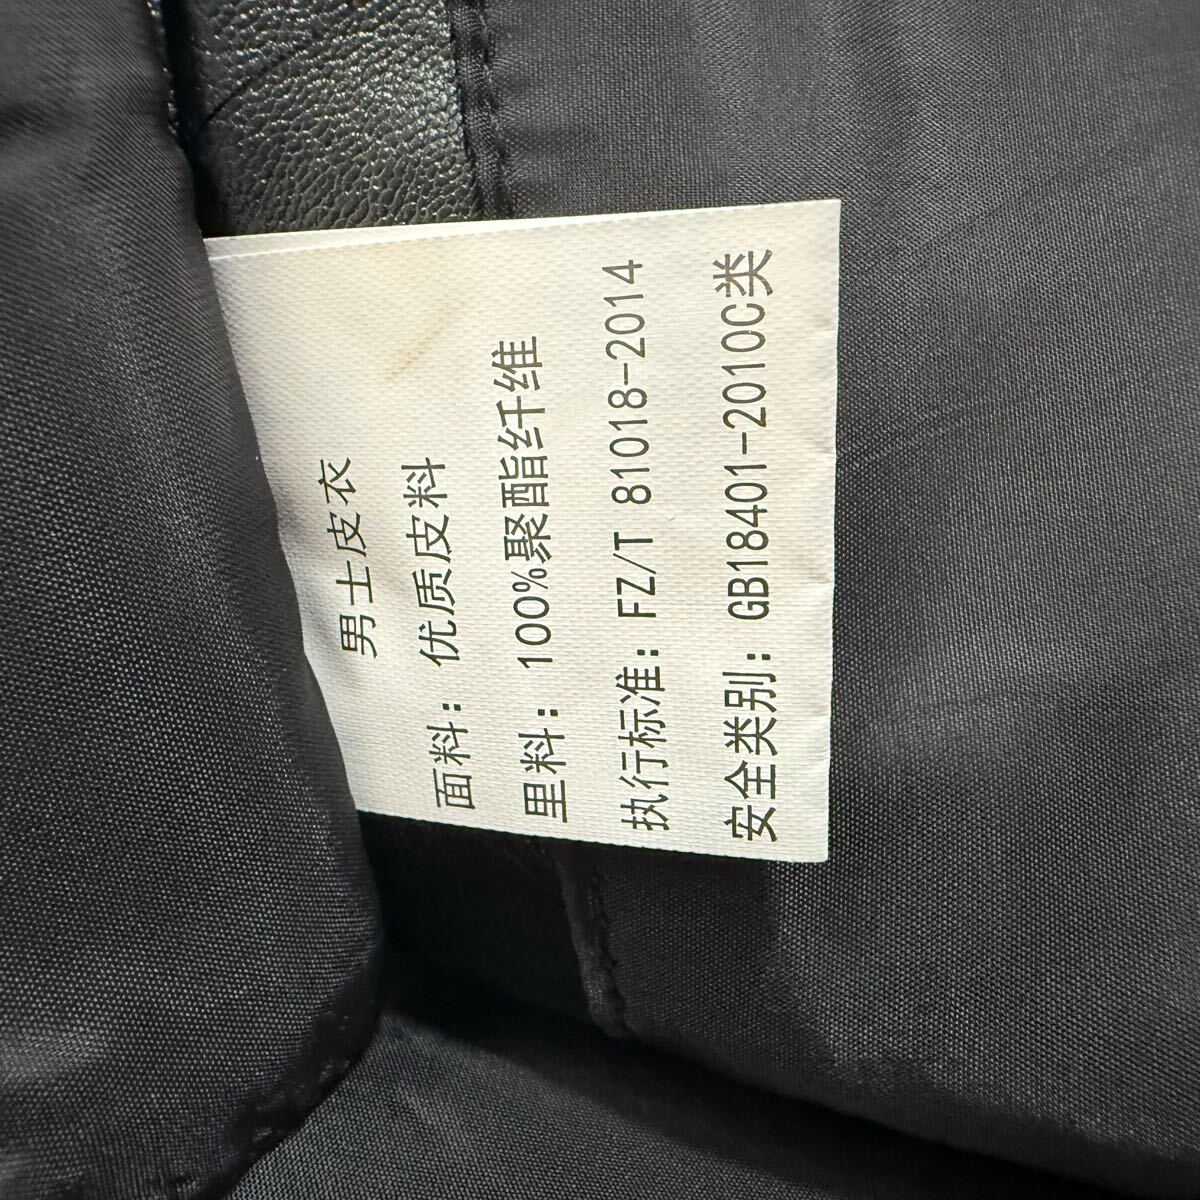 男士皮衣
面料：优质皮料
里料：100%聚酯纤维
执行标准：FZ/T 81018-2014
安全类别：GB18401-2010C类